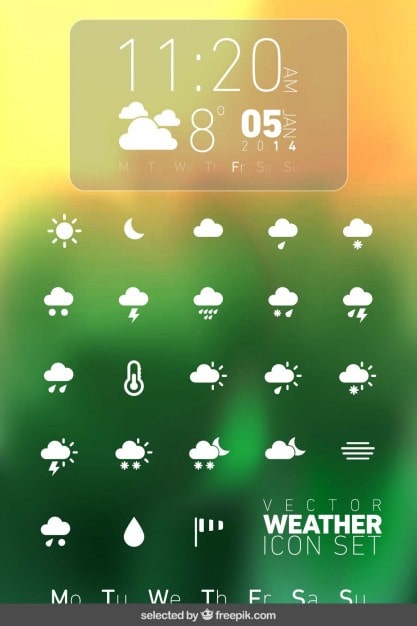 11:20 AM
8° 05 JAN
2014
Mo Tu We Th Fr Sa Su
VECTOR
WEATHER
ICON SET
Mo Tu We Th Fr Sa Su
selected by freepik.com